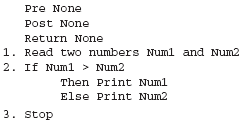 Pre None
Post None
Return None
1. Read two numbers Num1 and Num2
2. If Num1 > Num2
Then Print Num1
Else Print Num2
3. Stop